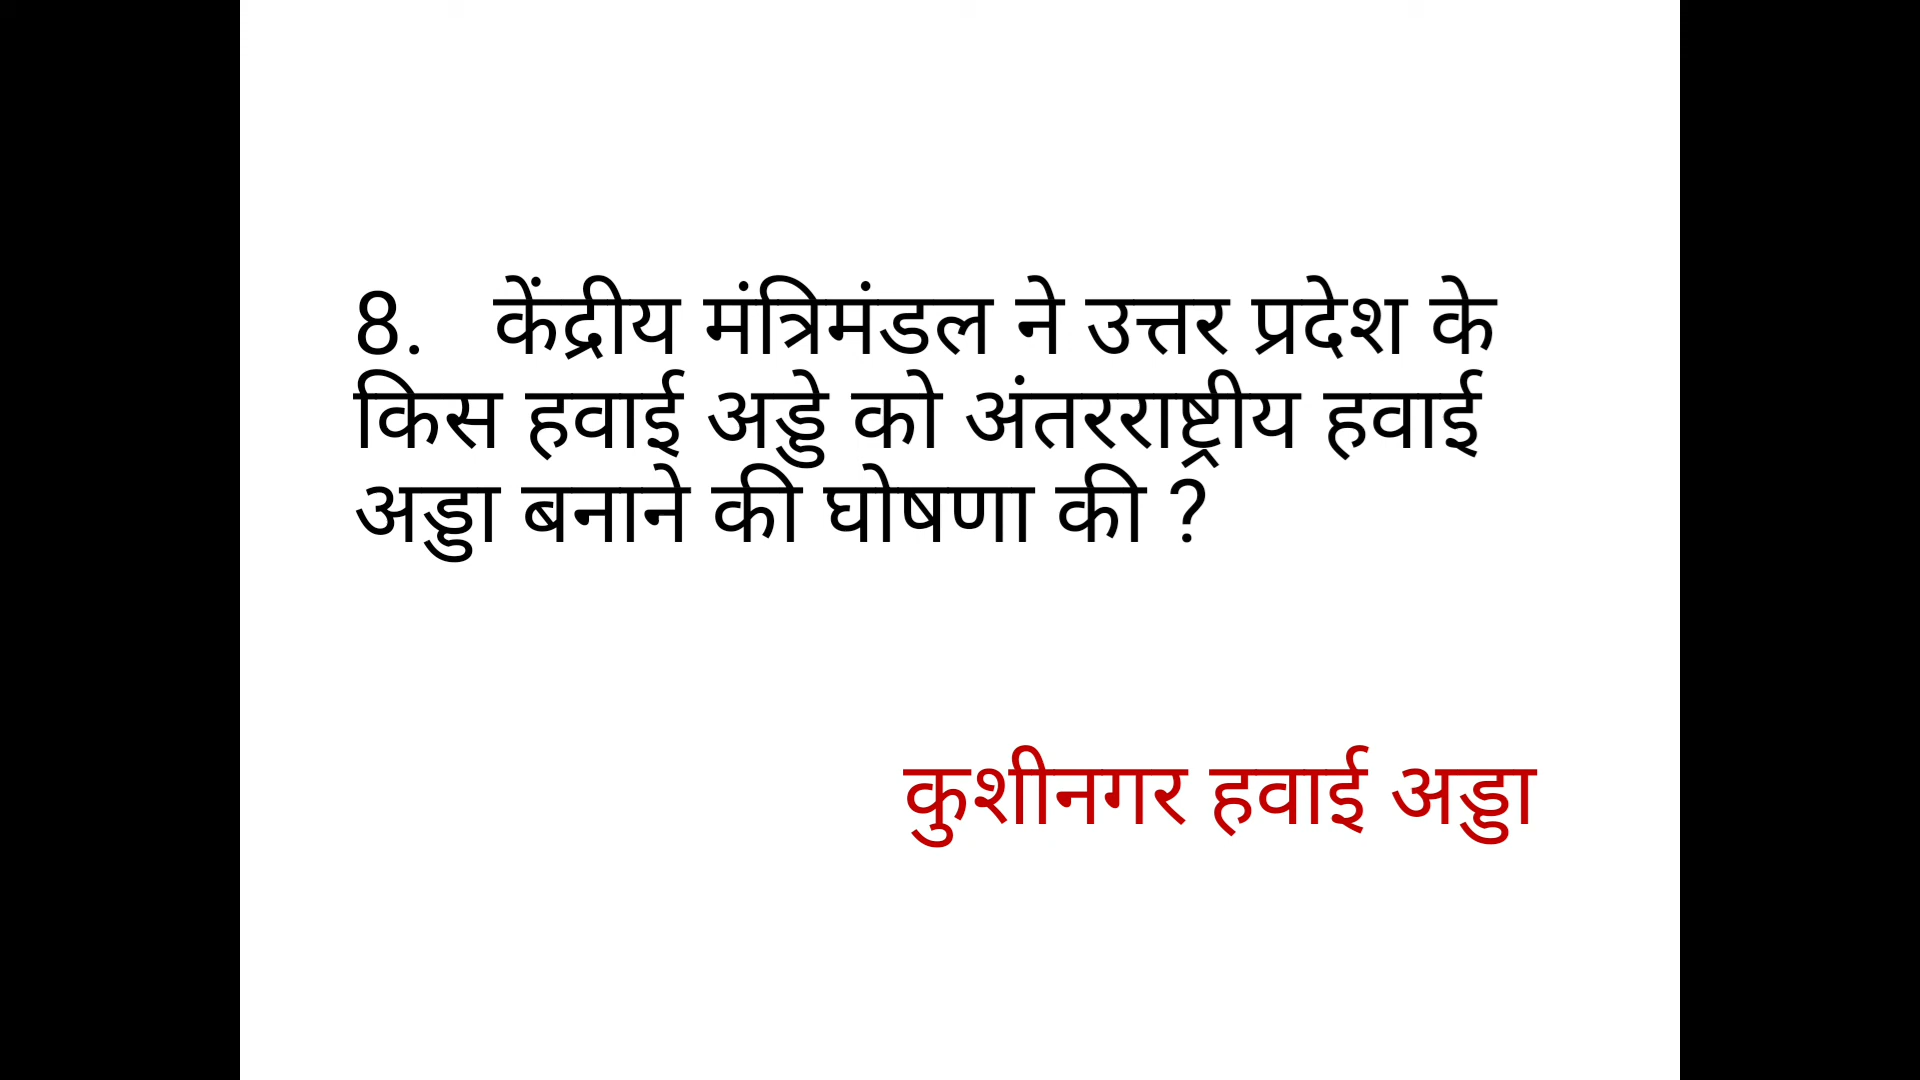 8. केंद्रीय मंत्रिमंडल ने उत्तर प्रदेश के
किस हवाई अड्डे को अंतरराष्ट्रीय हवाई
अड्डा बनाने की घोषणा की ?
कुशीनगर हवाई अड्डा